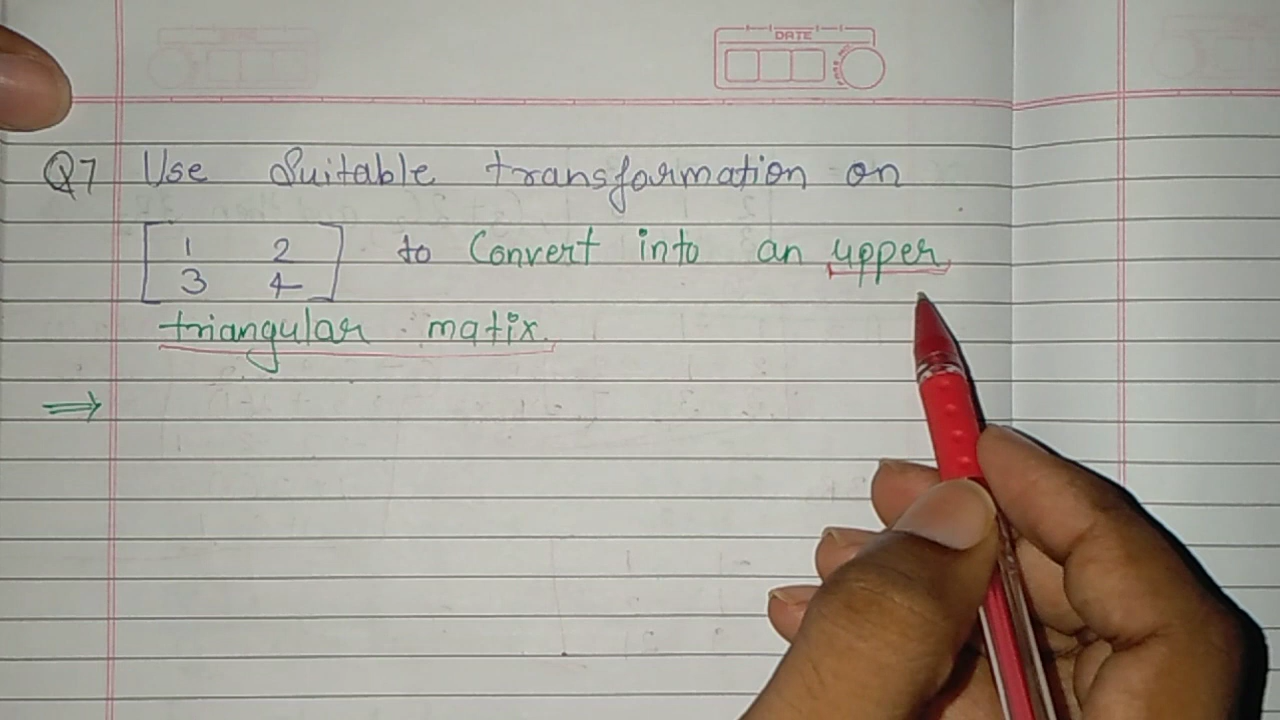 DATE
Q7 Use Suitable transformation on
[ 1 2
3 4 ] to Convert into an upper
triangular matix.
⇒